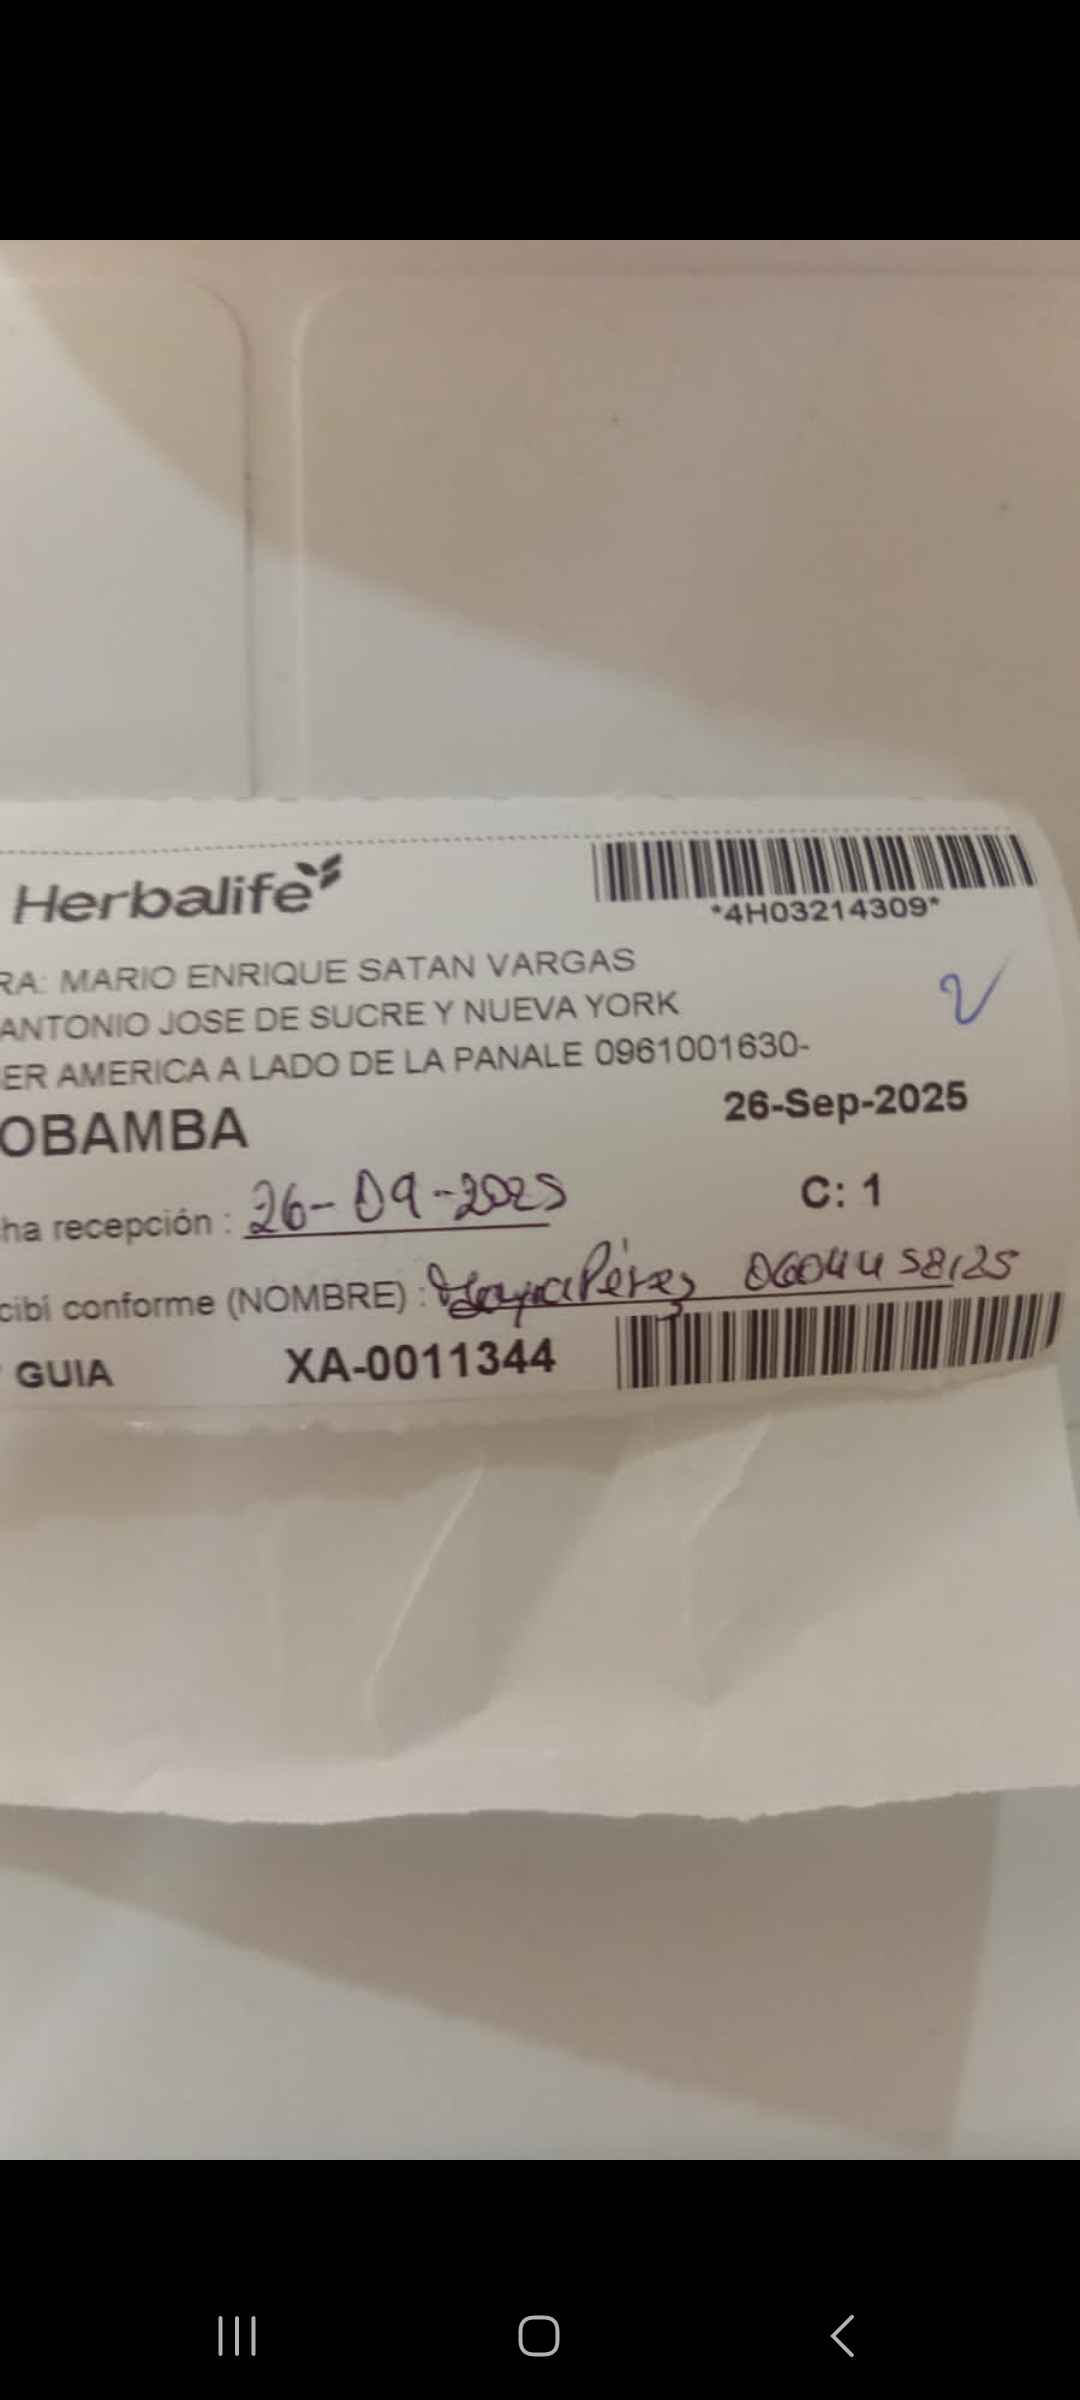 Herbalife
*4H03214309*
RA: MARIO ENRIQUE SATAN VARGAS
ANTONIO JOSE DE SUCRE Y NUEVA YORK
ER AMERICA A LADO DE LA PANALE 0961001630-
OBAMBA
26-Sep-2025
ha recepción : 26-09-2025
C: 1
cibí conforme (NOMBRE) : Pérez 0604458125
GUIA XA-0011344